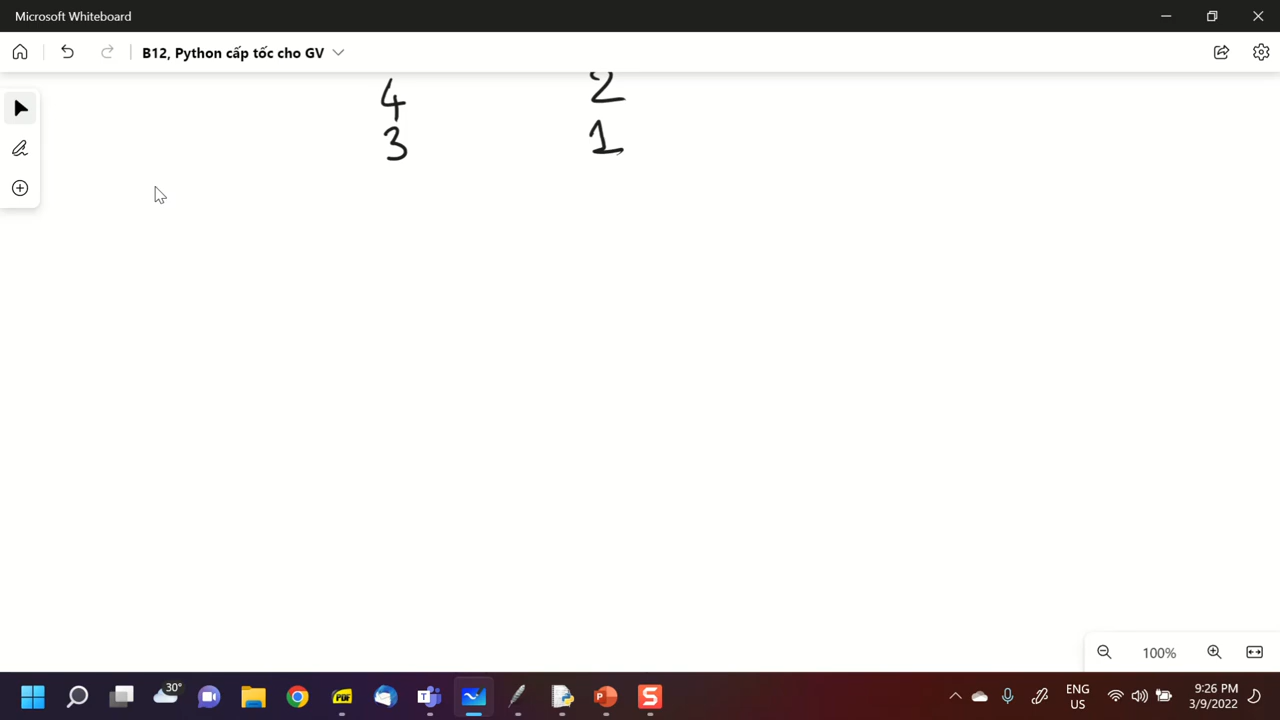 Microsoft Whiteboard
B12, Python cấp tốc cho GV
4 2
3 1
100%
30°
ENG
US
9:26 PM
3/9/2022